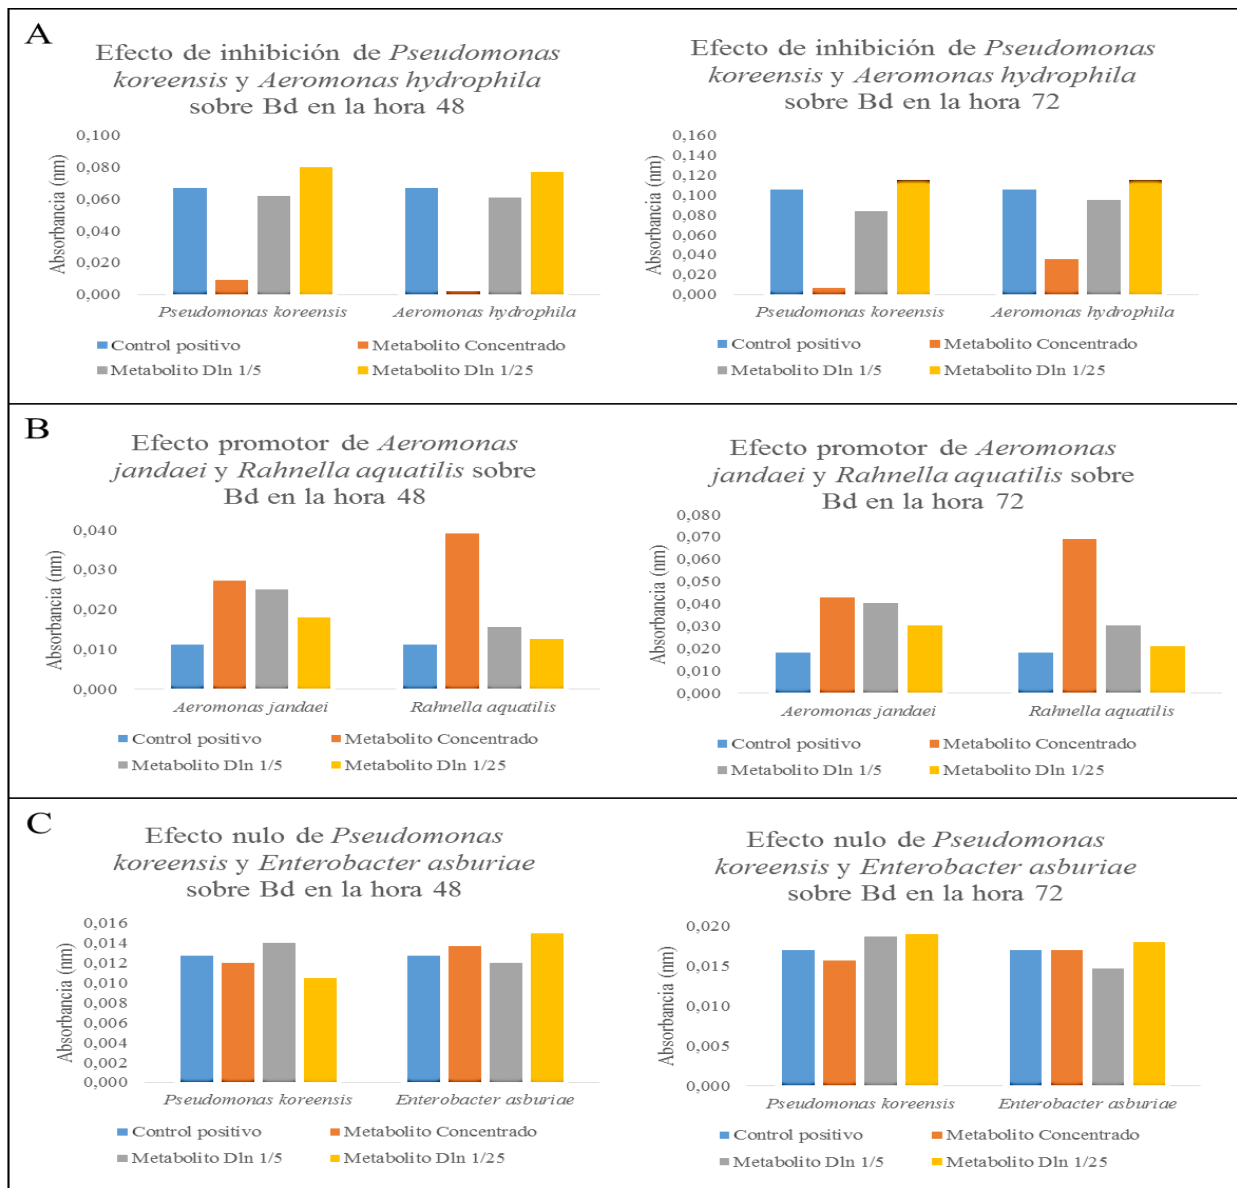 A
Efecto de inhibición de Pseudomonas
koreensis y Aeromonas hydrophila
sobre Bd en la hora 48
Absorbancia (nm)
0,100
0,080
0,060
0,040
0,020
0,000
Pseudomonas koreensis
Aeromonas hydrophila
Control positivo
Metabolito Concentrado
Metabolito Dln 1/5
Metabolito Dln 1/25
Efecto de inhibición de Pseudomonas
koreensis y Aeromonas hydrophila
sobre Bd en la hora 72
Absorbancia (nm)
0,160
0,140
0,120
0,100
0,080
0,060
0,040
0,020
0,000
Pseudomonas koreensis
Aeromonas hydrophila
Control positivo
Metabolito Concentrado
Metabolito Dln 1/5
Metabolito Dln 1/25
B
Efecto promotor de Aeromonas
jandaei y Rahnella aquatilis sobre
Bd en la hora 48
Absorbancia (nm)
0,040
0,030
0,020
0,010
0,000
Aeromonas jandaei
Rahnella aquatilis
Control positivo
Metabolito Concentrado
Metabolito Dln 1/5
Metabolito Dln 1/25
Efecto promotor de Aeromonas
jandaei y Rahnella aquatilis sobre
Bd en la hora 72
Absorbancia (nm)
0,080
0,070
0,060
0,050
0,040
0,030
0,020
0,010
0,000
Aeromonas jandaei
Rahnella aquatilis
Control positivo
Metabolito Concentrado
Metabolito Dln 1/5
Metabolito Dln 1/25
C
Efecto nulo de Pseudomonas
koreensis y Enterobacter asburiae
sobre Bd en la hora 48
Absorbancia (nm)
0,016
0,014
0,012
0,010
0,008
0,006
0,004
0,002
0,000
Pseudomonas koreensis
Enterobacter asburiae
Control positivo
Metabolito Concentrado
Metabolito Dln 1/5
Metabolito Dln 1/25
Efecto nulo de Pseudomonas
koreensis y Enterobacter asburiae
sobre Bd en la hora 72
Absorbancia (nm)
0,020
0,015
0,010
0,005
0,000
Pseudomonas koreensis
Enterobacter asburiae
Control positivo
Metabolito Concentrado
Metabolito Dln 1/5
Metabolito Dln 1/25